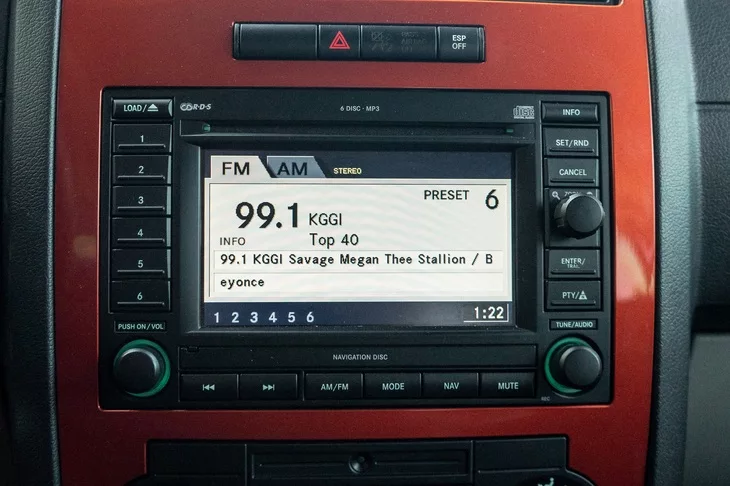 ESP
OFF
LOAD/
R·D·S
6 DISC · MP3
INFO
1
2
3
4
5
6
SET/RND
CANCEL
ENTER/
PTY/
FM
AM
STEREO
PRESET 6
99.1 KGGI
INFO
Top 40
99.1 KGGI Savage Megan Thee Stallion / B
eyonce
1 2 3 4 5 6
1:22
PUSH ON/VOL
TUNE/AUDIO
NAVIGATION DISC
AM/FM
MODE
NAV
MUTE
REC